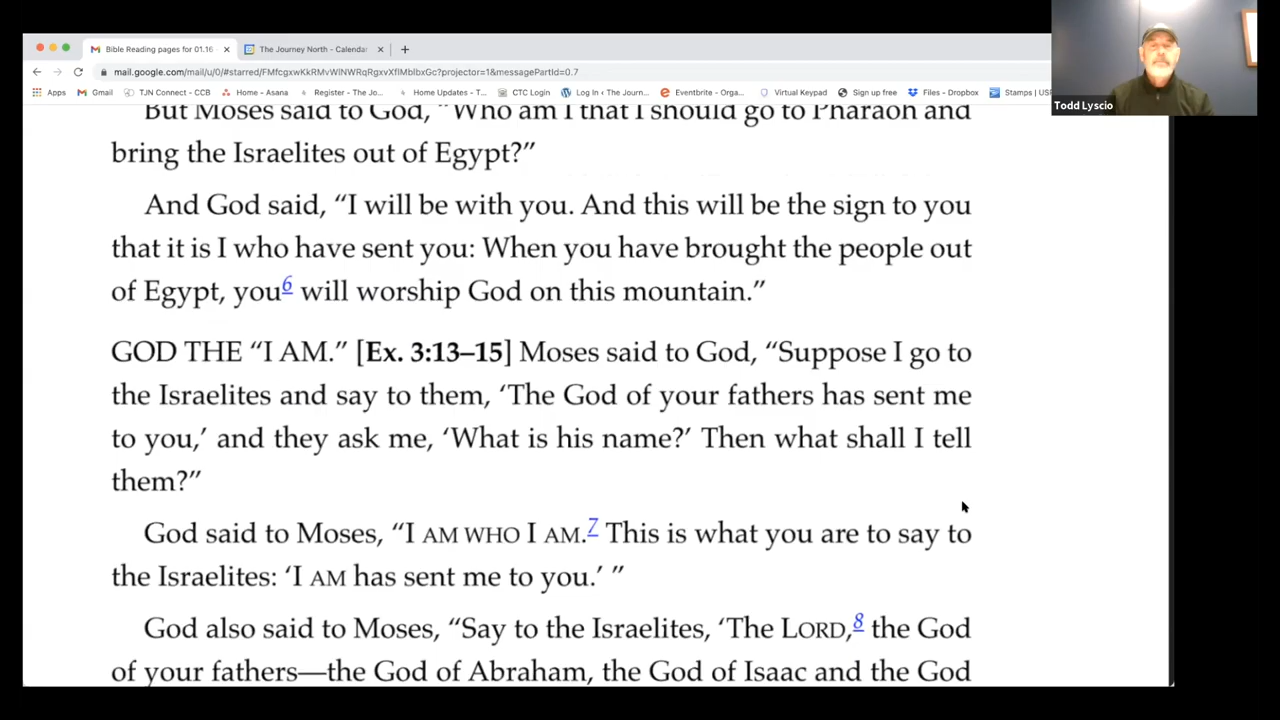 Bible Reading pages for 01.16
The Journey North - Calendar
mail.google.com/mail/u/0/#starred/FMfcgxwKkRMvWlNWRqRgxvXflMblbxGc?projector=1&messagePartId=0.7
Apps Gmail TJN Connect - CCB Home - Asana Register - The Jo... Home Updates - T... CTC Login Log In ‹ The Journ... Eventbrite - Orga... Virtual Keypad Sign up free Files - Dropbox Stamps | USP
Todd Lyscio
But Moses said to God, “Who am I that I should go to Pharaoh and
bring the Israelites out of Egypt?”
And God said, “I will be with you. And this will be the sign to you
that it is I who have sent you: When you have brought the people out
of Egypt, you6 will worship God on this mountain.”
GOD THE “I AM.” [Ex. 3:13–15] Moses said to God, “Suppose I go to
the Israelites and say to them, ‘The God of your fathers has sent me
to you,’ and they ask me, ‘What is his name?’ Then what shall I tell
them?”
God said to Moses, “I AM WHO I AM.7 This is what you are to say to
the Israelites: ‘I AM has sent me to you.’ ”
God also said to Moses, “Say to the Israelites, ‘The LORD,8 the God
of your fathers—the God of Abraham, the God of Isaac and the God